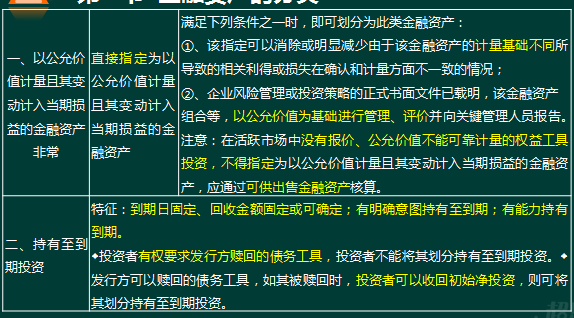 满足下列条件之一时，即可划分为此类金融资产：
①、该指定可以消除或明显减少由于该金融资产的计量基础不同所
导致的相关利得或损失在确认和计量方面不一致的情况；
②、企业风险管理或投资策略的正式书面文件已载明，该金融资产
组合等，以公允价值为基础进行管理、评价并向关键管理人员报告。
注意：在活跃市场中没有报价、公允价值不能可靠计量的权益工具
投资，不得指定为以公允价值计量且其变动计入当期损益的金融资
产，应通过可供出售金融资产核算。
一、以公允价
值计量且其变
动计入当期损
益的金融资产
非常
直接指定为以
公允价值计量
且其变动计入
当期损益的金
融资产
二、持有至到
期投资
特征：到期日固定、回收金额固定或可确定；有明确意图持有至到期；有能力持有
到期。
◆投资者有权要求发行方赎回的债务工具，投资者不能将其划分持有至到期投资。◆
发行方可以赎回的债务工具，如其被赎回时，投资者可以收回初始净投资，则可将
其划分持有至到期投资。